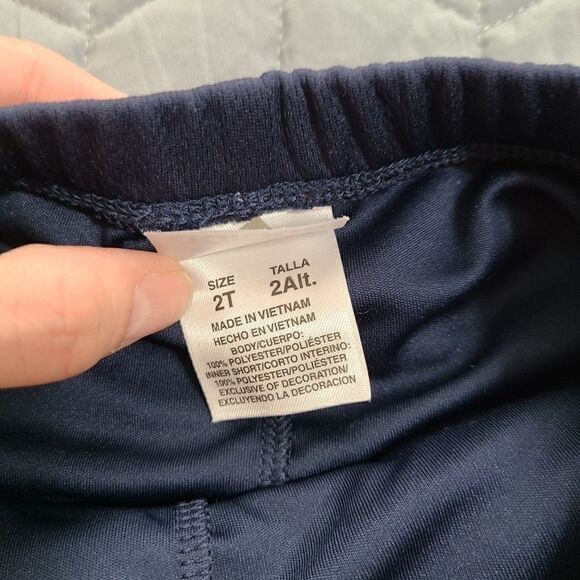 SIZE TALLA
2T 2Alt.
MADE IN VIETNAM
HECHO EN VIETNAM
BODY/CUERPO:
100% POLYESTER/POLIÉSTER
INNER SHORT/CORTO INTERINO:
100% POLYESTER/POLIÉSTER
EXCLUSIVE OF DECORATION/
EXCLUYENDO LA DECORACION